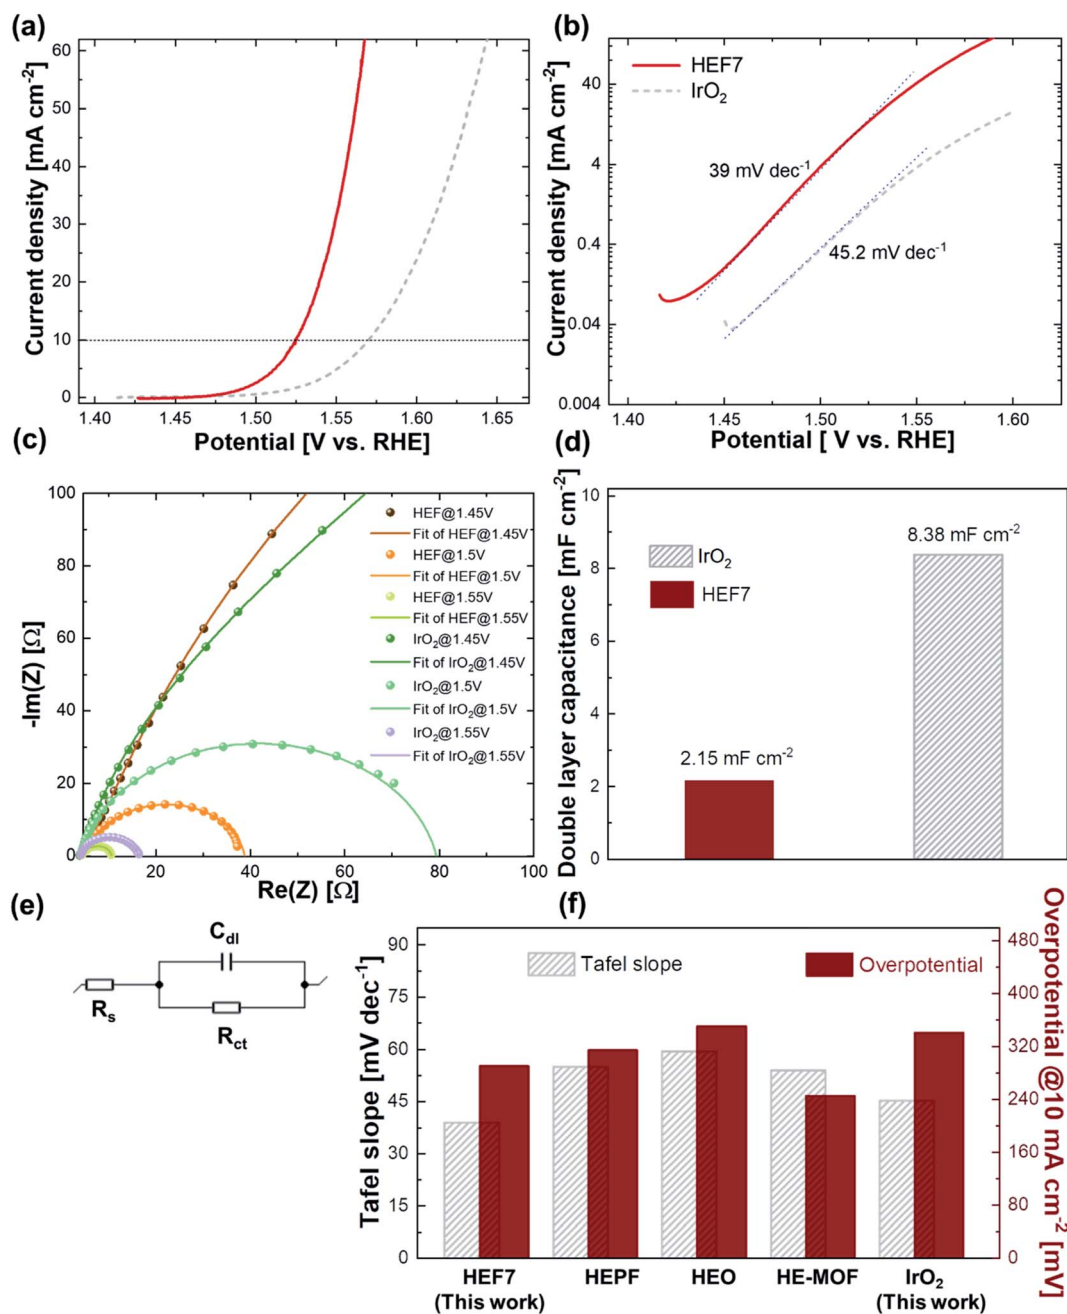 (a)
Current density [mA cm⁻²]
60
50
40
30
20
10
0
1.40 1.45 1.50 1.55 1.60 1.65
Potential [V vs. RHE]
(b)
Current density [mA cm⁻²]
40
4
0.4
0.04
0.004
HEF7
IrO₂
39 mV dec⁻¹
45.2 mV dec⁻¹
1.40 1.45 1.50 1.55 1.60
Potential [ V vs. RHE]
(c)
-Im(Z) [Ω]
100
80
60
40
20
0
HEF@1.45V
Fit of HEF@1.45V
HEF@1.5V
Fit of HEF@1.5V
HEF@1.55V
Fit of HEF@1.55V
IrO₂@1.45V
Fit of IrO₂@1.45V
IrO₂@1.5V
Fit of IrO₂@1.5V
IrO₂@1.55V
Fit of IrO₂@1.55V
20 40 60 80 100
Re(Z) [Ω]
(d)
Double layer capacitance [mF cm⁻²]
10
8
6
4
2
0
IrO₂
HEF7
2.15 mF cm⁻²
8.38 mF cm⁻²
(e)
C_dl
R_s
R_ct
(f)
Tafel slope [mV dec⁻¹]
90
75
60
45
30
15
0
Tafel slope
Overpotential
480
400
320
240
160
80
0
Overpotential @10 mA cm⁻² [mV]
HEF7 HEPF HEO HE-MOF IrO₂
(This work) (This work)